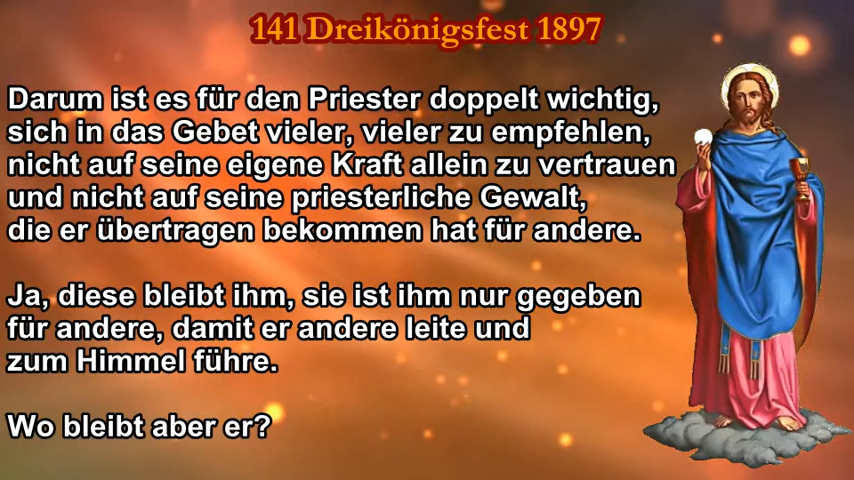 141 Dreikönigsfest 1897
Darum ist es für den Priester doppelt wichtig,
sich in das Gebet vieler, vieler zu empfehlen,
nicht auf seine eigene Kraft allein zu vertrauen
und nicht auf seine priesterliche Gewalt,
die er übertragen bekommen hat für andere.
Ja, diese bleibt ihm, sie ist ihm nur gegeben
für andere, damit er andere leite und
zum Himmel führe.
Wo bleibt aber er?